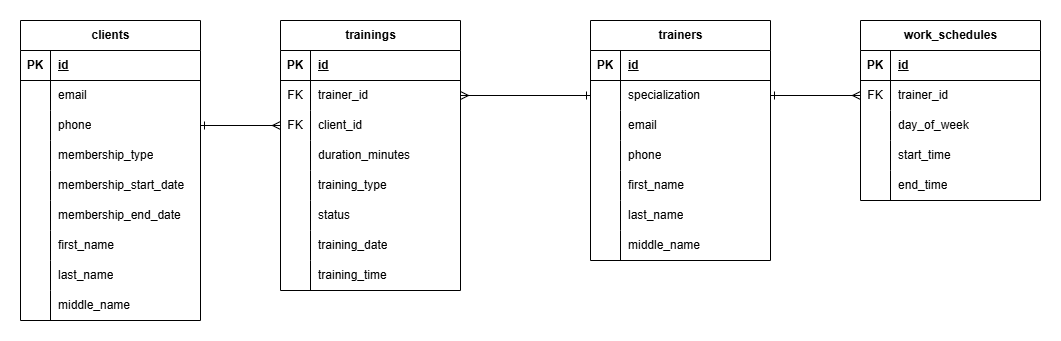 clients
PK id
email
phone
membership_type
membership_start_date
membership_end_date
first_name
last_name
middle_name
trainings
PK id
FK trainer_id
FK client_id
duration_minutes
training_type
status
training_date
training_time
trainers
PK id
specialization
email
phone
first_name
last_name
middle_name
work_schedules
PK id
FK trainer_id
day_of_week
start_time
end_time